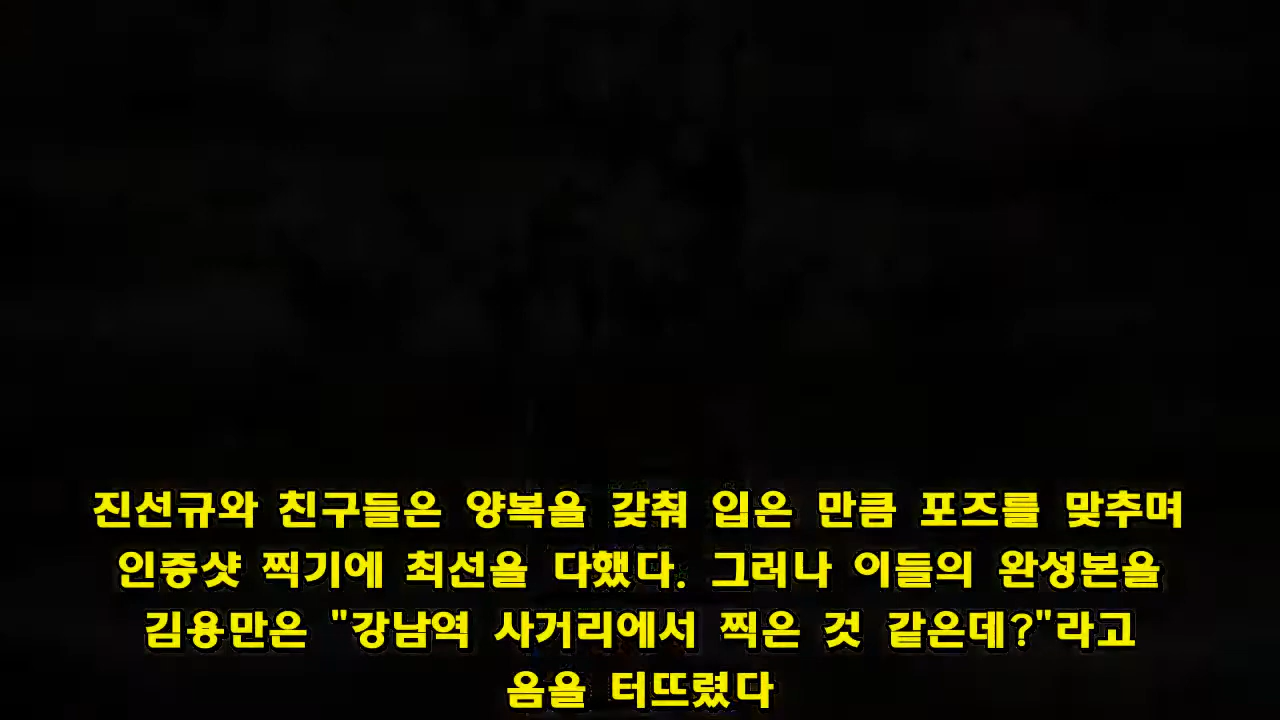 진선규와 친구들은 양복을 갖춰 입은 만큼 포즈를 맞추며
인증샷 찍기에 최선을 다했다. 그러나 이들의 완성본을
김용만은 "강남역 사거리에서 찍은 것 같은데?"라고
음을 터뜨렸다